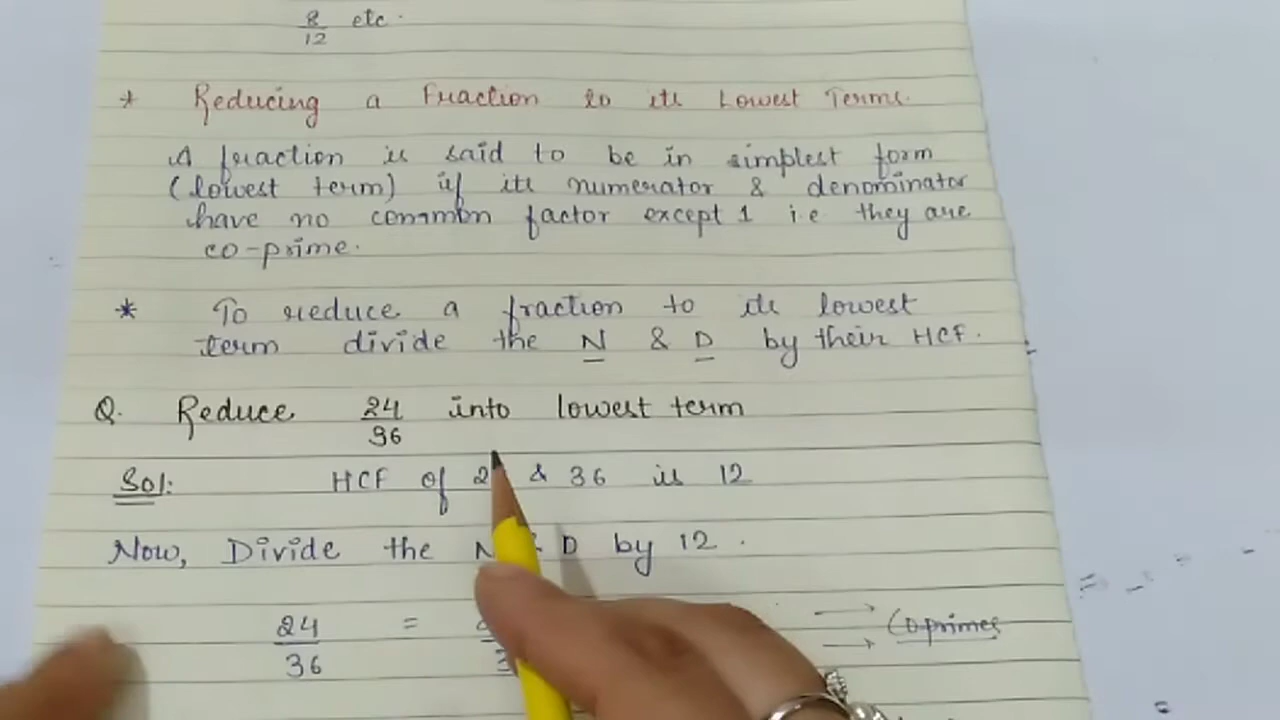 8/12 etc.
* Reducing a Fraction to its Lowest Terms.
A fraction is said to be in simplest form
(lowest term) if its numerator & denominator
have no common factor except 1 i.e they are
co-prime.
* To reduce a fraction to its lowest
term divide the N & D by their HCF.
Q. Reduce 24/36 into lowest term
Sol: HCF of & 36 is 12
Now, Divide the N D by 12.
24/36 = → Coprimes
→